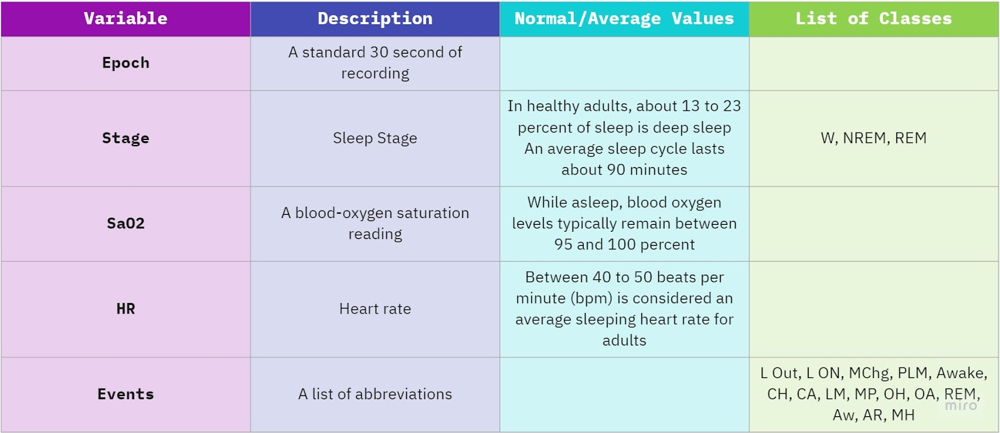 Variable Description Normal/Average Values List of Classes
Epoch
A standard 30 second of
recording
Stage
Sleep Stage
In healthy adults, about 13 to 23
percent of sleep is deep sleep
An average sleep cycle lasts
about 90 minutes
W, NREM, REM
SaO2
A blood-oxygen saturation
reading
While asleep, blood oxygen
levels typically remain between
95 and 100 percent
HR
Heart rate
Between 40 to 50 beats per
minute (bpm) is considered an
average sleeping heart rate for
adults
Events
A list of abbreviations
L Out, L ON, MChg, PLM, Awake,
CH, CA, LM, MP, OH, OA, REM,
Aw, AR, MH
miro